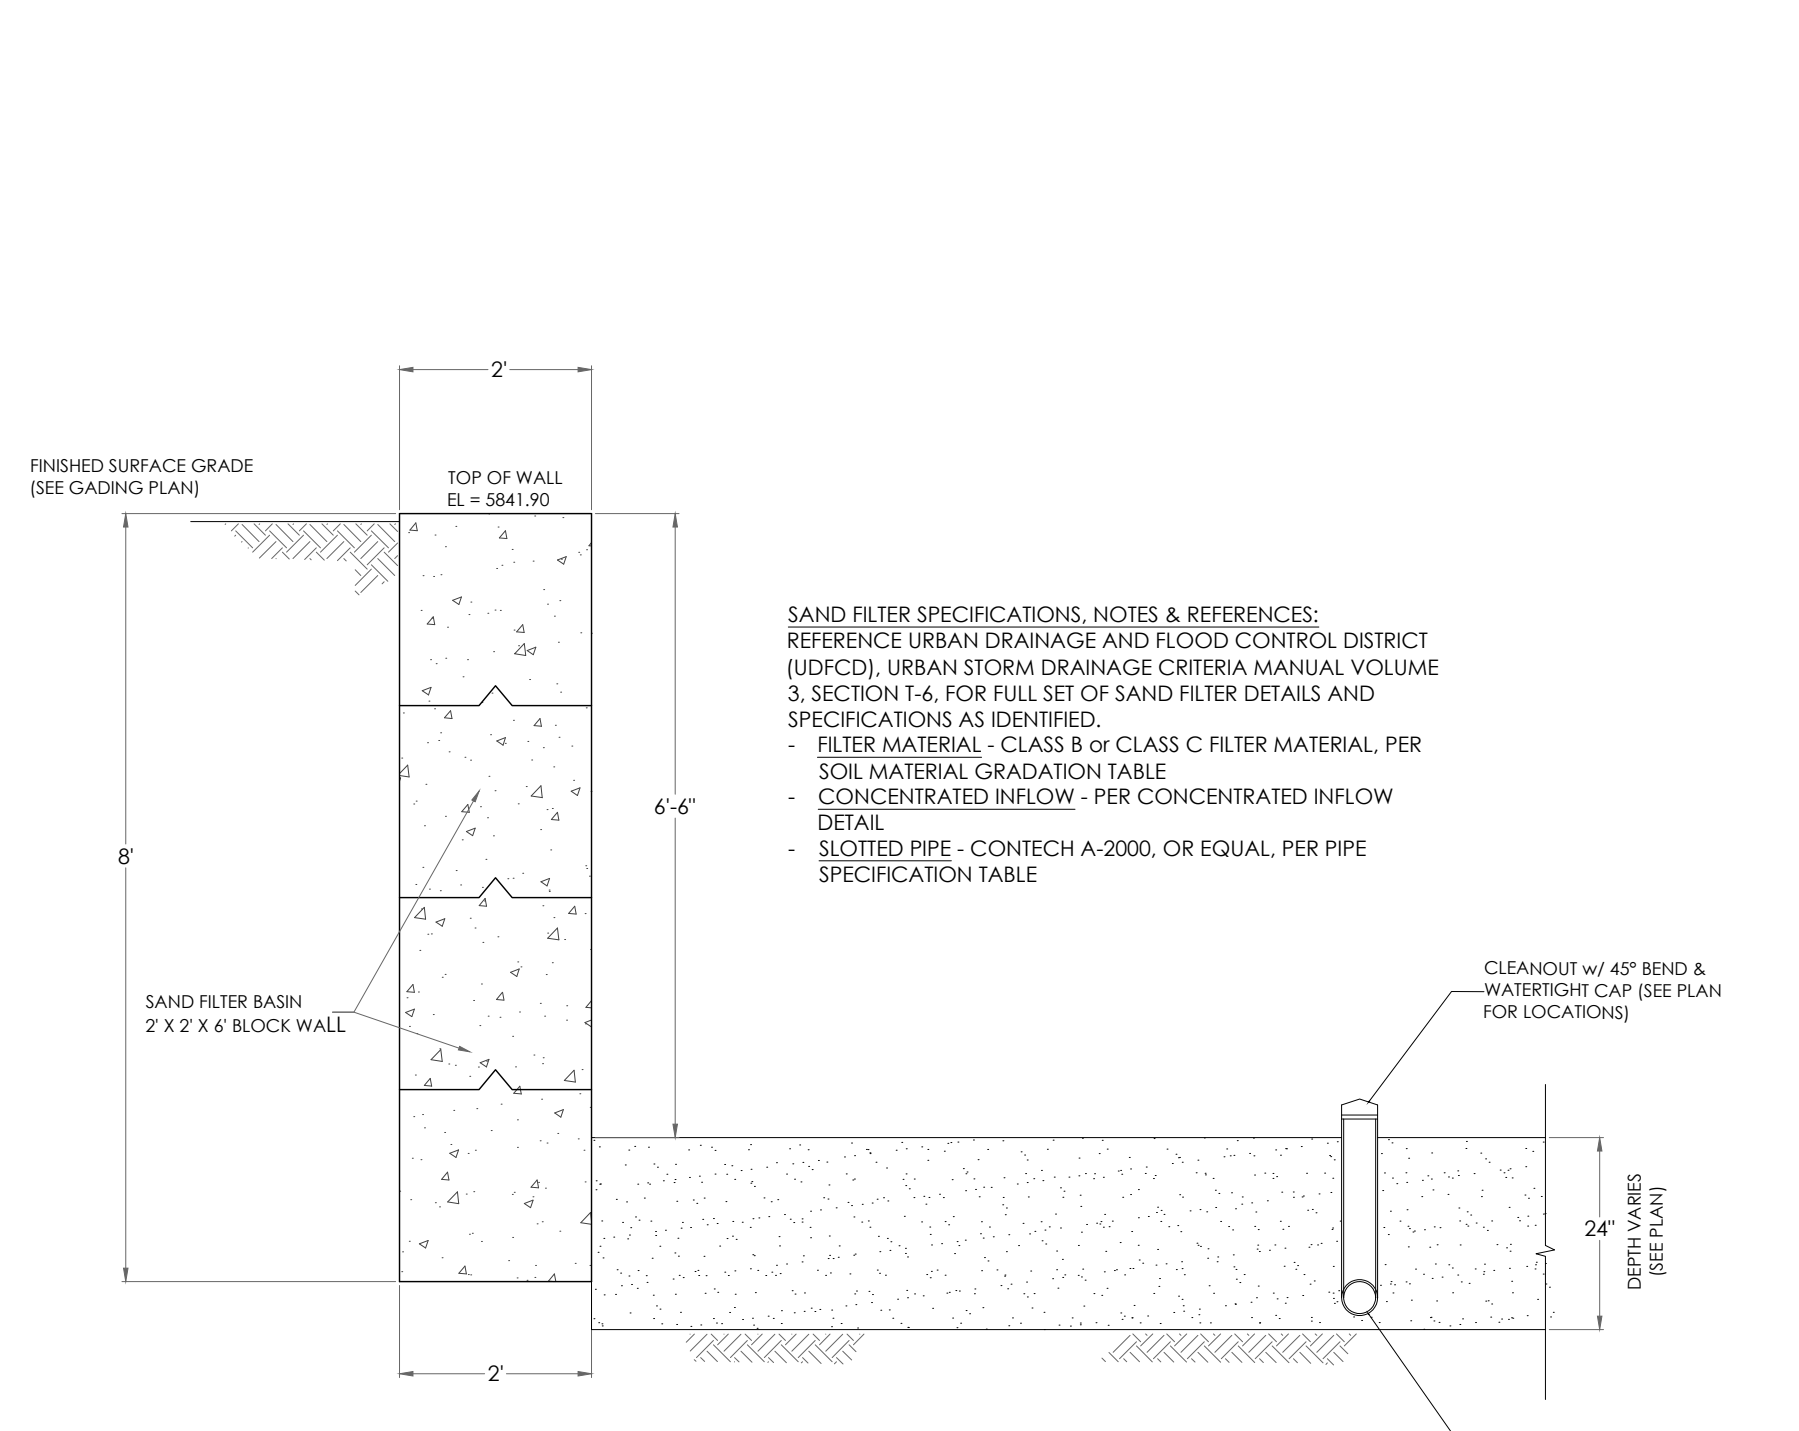 2'
FINISHED SURFACE GRADE
(SEE GADING PLAN)
TOP OF WALL
EL = 5841.90
SAND FILTER SPECIFICATIONS, NOTES & REFERENCES:
REFERENCE URBAN DRAINAGE AND FLOOD CONTROL DISTRICT
(UDFCD), URBAN STORM DRAINAGE CRITERIA MANUAL VOLUME
3, SECTION T-6, FOR FULL SET OF SAND FILTER DETAILS AND
SPECIFICATIONS AS IDENTIFIED.
- FILTER MATERIAL - CLASS B or CLASS C FILTER MATERIAL, PER
SOIL MATERIAL GRADATION TABLE
- CONCENTRATED INFLOW - PER CONCENTRATED INFLOW
DETAIL
- SLOTTED PIPE - CONTECH A-2000, OR EQUAL, PER PIPE
SPECIFICATION TABLE
6'-6"
8'
SAND FILTER BASIN
2' X 2' X 6' BLOCK WALL
CLEANOUT w/ 45° BEND &
WATERTIGHT CAP (SEE PLAN
FOR LOCATIONS)
24"
DEPTH VARIES
(SEE PLAN)
2'